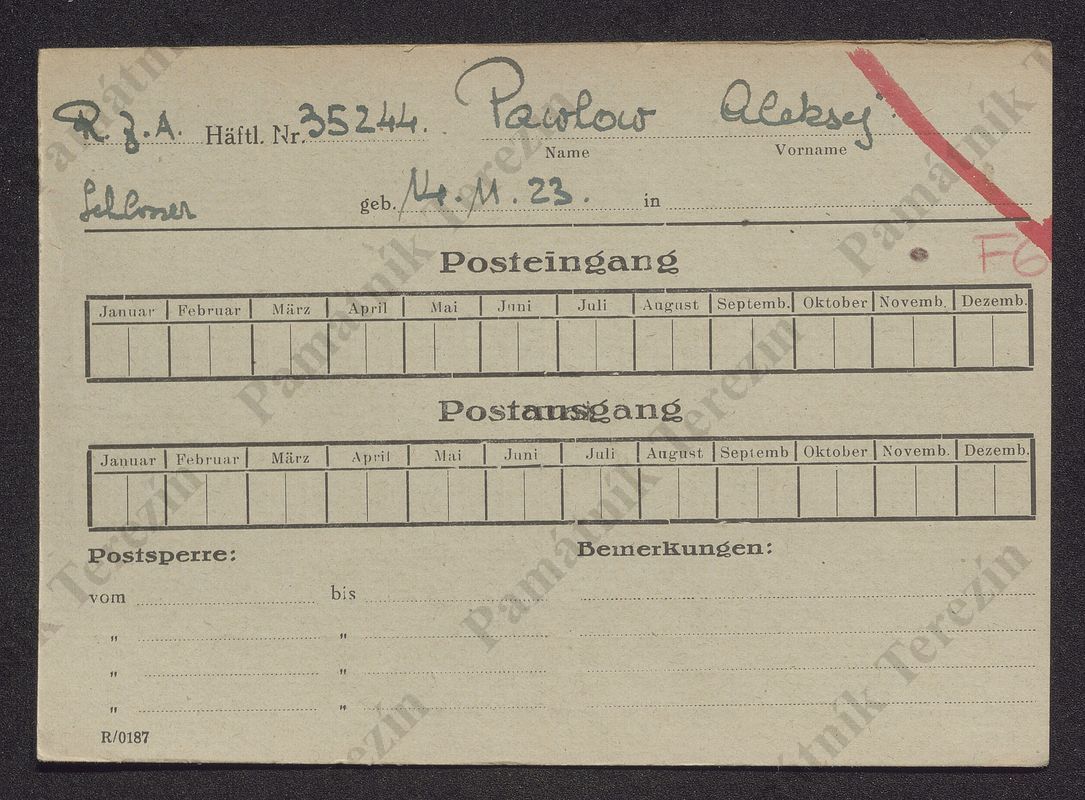 R.z.A. Häftl. Nr. 35244. Pawlow Aleksej
Name Vorname
Schlosser geb. 14. 11. 23. in
F6
Posteingang
Januar Februar März April Mai Juni Juli August Septemb. Oktober Novemb. Dezemb.
Postausgang
Januar Februar März April Mai Juni Juli August Septemb Oktober Novemb. Dezemb.
Postsperre: Bemerkungen:
vom bis
" "
" "
" "
R/0187
Památník Terezín